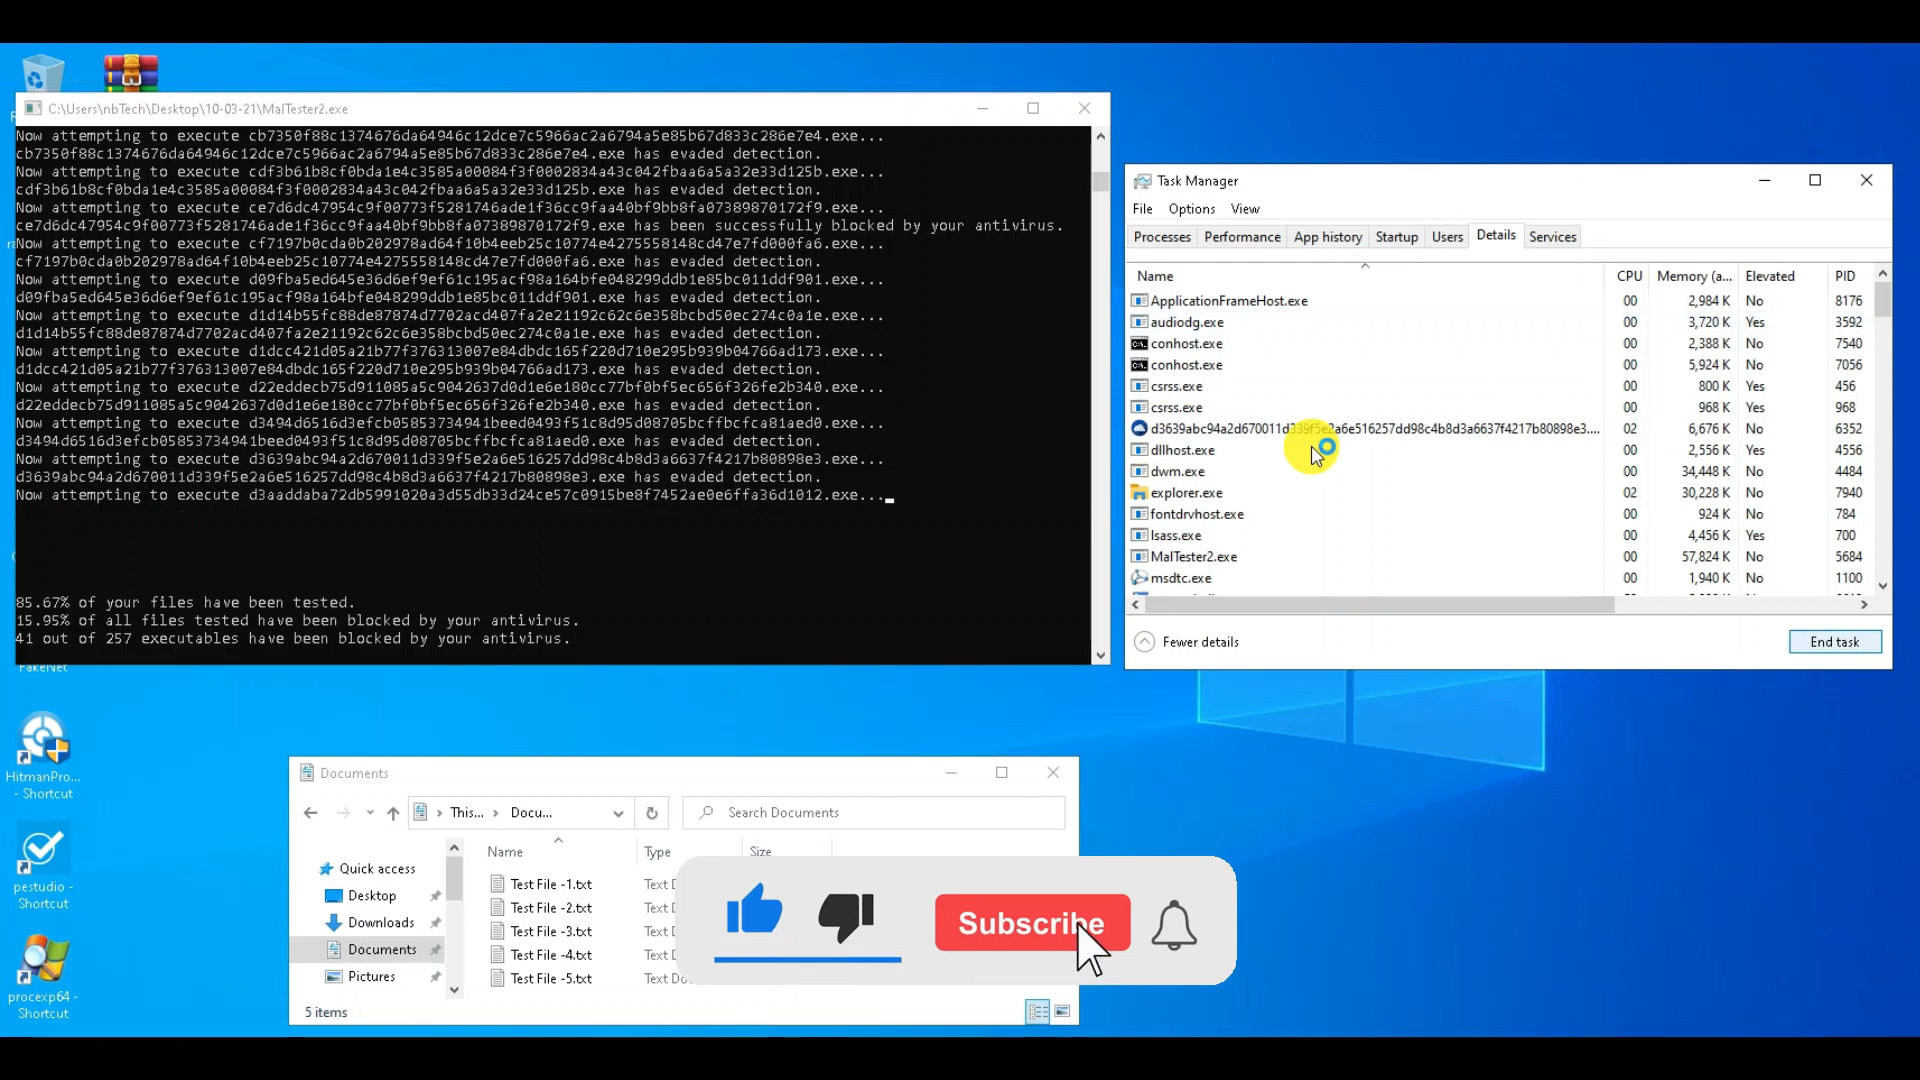 C:\Users\nbTech\Desktop\10-03-21\MalTester2.exe
Now attempting to execute cb7350f88c1374676da64946c12dce7c5966ac2a6794a5e85b67d833c286e7e4.exe...
cb7350f88c1374676da64946c12dce7c5966ac2a6794a5e85b67d833c286e7e4.exe has evaded detection.
Now attempting to execute cdf3b61b8cf0bda1e4c3585a00084f3f0002834a43c042fbaa6a5a32e33d125b.exe...
cdf3b61b8cf0bda1e4c3585a00084f3f0002834a43c042fbaa6a5a32e33d125b.exe has evaded detection.
Now attempting to execute ce7d6dc47954c9f00773f5281746ade1f36cc9faa40bf9bb8fa07389870172f9.exe...
ce7d6dc47954c9f00773f5281746ade1f36cc9faa40bf9bb8fa07389870172f9.exe has been successfully blocked by your antivirus.
Now attempting to execute cf7197b0cda0b202978ad64f10b4eeb25c10774e4275558148cd47e7fd000fa6.exe...
cf7197b0cda0b202978ad64f10b4eeb25c10774e4275558148cd47e7fd000fa6.exe has evaded detection.
Now attempting to execute d09fba5ed645e36d6ef9ef61c195acf98a164bfe048299ddb1e85bc011ddf901.exe...
d09fba5ed645e36d6ef9ef61c195acf98a164bfe048299ddb1e85bc011ddf901.exe has evaded detection.
Now attempting to execute d1d14b55fc88de87874d7702acd407fa2e21192c62c6e358bcbd50ec274c0a1e.exe...
d1d14b55fc88de87874d7702acd407fa2e21192c62c6e358bcbd50ec274c0a1e.exe has evaded detection.
Now attempting to execute d1dcc421d05a21b77f376313007e84dbdc165f220d710e295b939b04766ad173.exe...
d1dcc421d05a21b77f376313007e84dbdc165f220d710e295b939b04766ad173.exe has evaded detection.
Now attempting to execute d22eddecb75d911085a5c9042637d0d1e6e180cc77bf0bf5ec656f326fe2b340.exe...
d22eddecb75d911085a5c9042637d0d1e6e180cc77bf0bf5ec656f326fe2b340.exe has evaded detection.
Now attempting to execute d3494d6516d3efcb05853734941beed0493f51c8d95d08705bcffbcfca81aed0.exe...
d3494d6516d3efcb05853734941beed0493f51c8d95d08705bcffbcfca81aed0.exe has evaded detection.
Now attempting to execute d3639abc94a2d670011d339f5e2a6e516257dd98c4b8d3a6637f4217b80898e3.exe...
d3639abc94a2d670011d339f5e2a6e516257dd98c4b8d3a6637f4217b80898e3.exe has evaded detection.
Now attempting to execute d3aaddaba72db5991020a3d55db33d24ce57c0915be8f7452ae0e6ffa36d1012.exe...
85.67% of your files have been tested.
15.95% of all files tested have been blocked by your antivirus.
41 out of 257 executables have been blocked by your antivirus.
Task Manager
File Options View
Processes Performance App history Startup Users Details Services
Name CPU Memory (a... Elevated PID
ApplicationFrameHost.exe 00 2,984 K No 8176
audiodg.exe 00 3,720 K Yes 3592
conhost.exe 00 2,388 K No 7540
conhost.exe 00 5,924 K No 7056
csrss.exe 00 800 K Yes 456
csrss.exe 00 968 K Yes 968
d3639abc94a2d670011d339f5e2a6e516257dd98c4b8d3a6637f4217b80898e3.... 02 6,676 K No 6352
dllhost.exe 00 2,556 K Yes 4556
dwm.exe 00 34,448 K No 4484
explorer.exe 02 30,228 K No 7940
fontdrvhost.exe 00 924 K No 784
lsass.exe 00 4,456 K Yes 700
MalTester2.exe 00 57,824 K No 5684
msdtc.exe 00 1,940 K No 1100
Fewer details
End task
FakeNet
HitmanPro...
- Shortcut
pestudio -
Shortcut
procexp64 -
Shortcut
Documents
This... Docu...
Search Documents
Quick access
Desktop
Downloads
Documents
Pictures
Name Type Size
Test File -1.txt Text D
Test File -2.txt Text D
Test File -3.txt Text D
Test File -4.txt Text D
Test File -5.txt Text Do
5 items
Subscribe